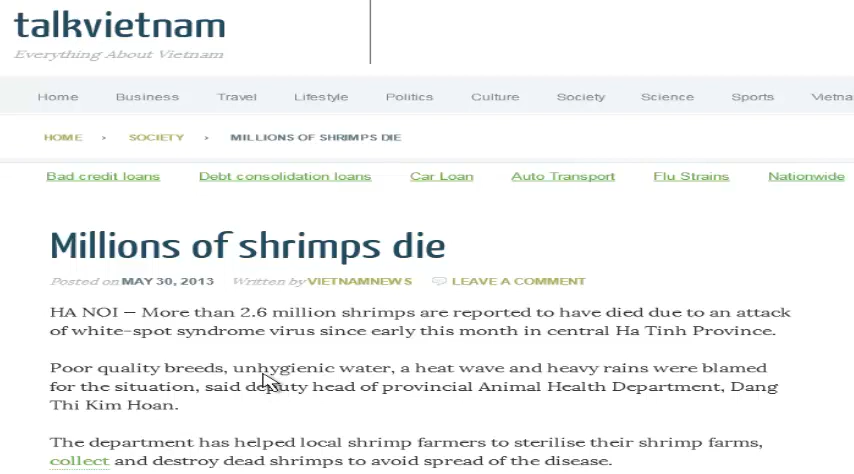 talkvietnam
Everything About Vietnam
Home Business Travel Lifestyle Politics Culture Society Science Sports Vietna
HOME › SOCIETY › MILLIONS OF SHRIMPS DIE
Bad credit loans Debt consolidation loans Car Loan Auto Transport Flu Strains Nationwide
Millions of shrimps die
Posted on MAY 30, 2013 Written by VIETNAMNEWS LEAVE A COMMENT
HA NOI — More than 2.6 million shrimps are reported to have died due to an attack
of white-spot syndrome virus since early this month in central Ha Tinh Province.
Poor quality breeds, unhygienic water, a heat wave and heavy rains were blamed
for the situation, said deputy head of provincial Animal Health Department, Dang
Thi Kim Hoan.
The department has helped local shrimp farmers to sterilise their shrimp farms,
collect and destroy dead shrimps to avoid spread of the disease.